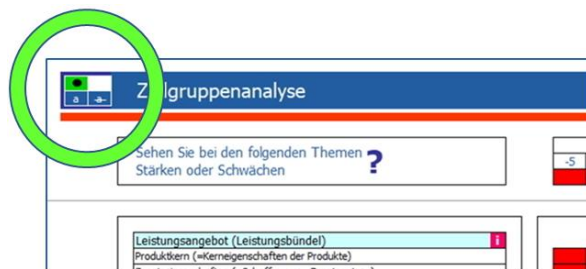 a a
Zielgruppenanalyse
Sehen Sie bei den folgenden Themen
Stärken oder Schwächen ?
-5
Leistungsangebot (Leistungsbündel) i
Produktkern (=Kerneigenschaften der Produkte)